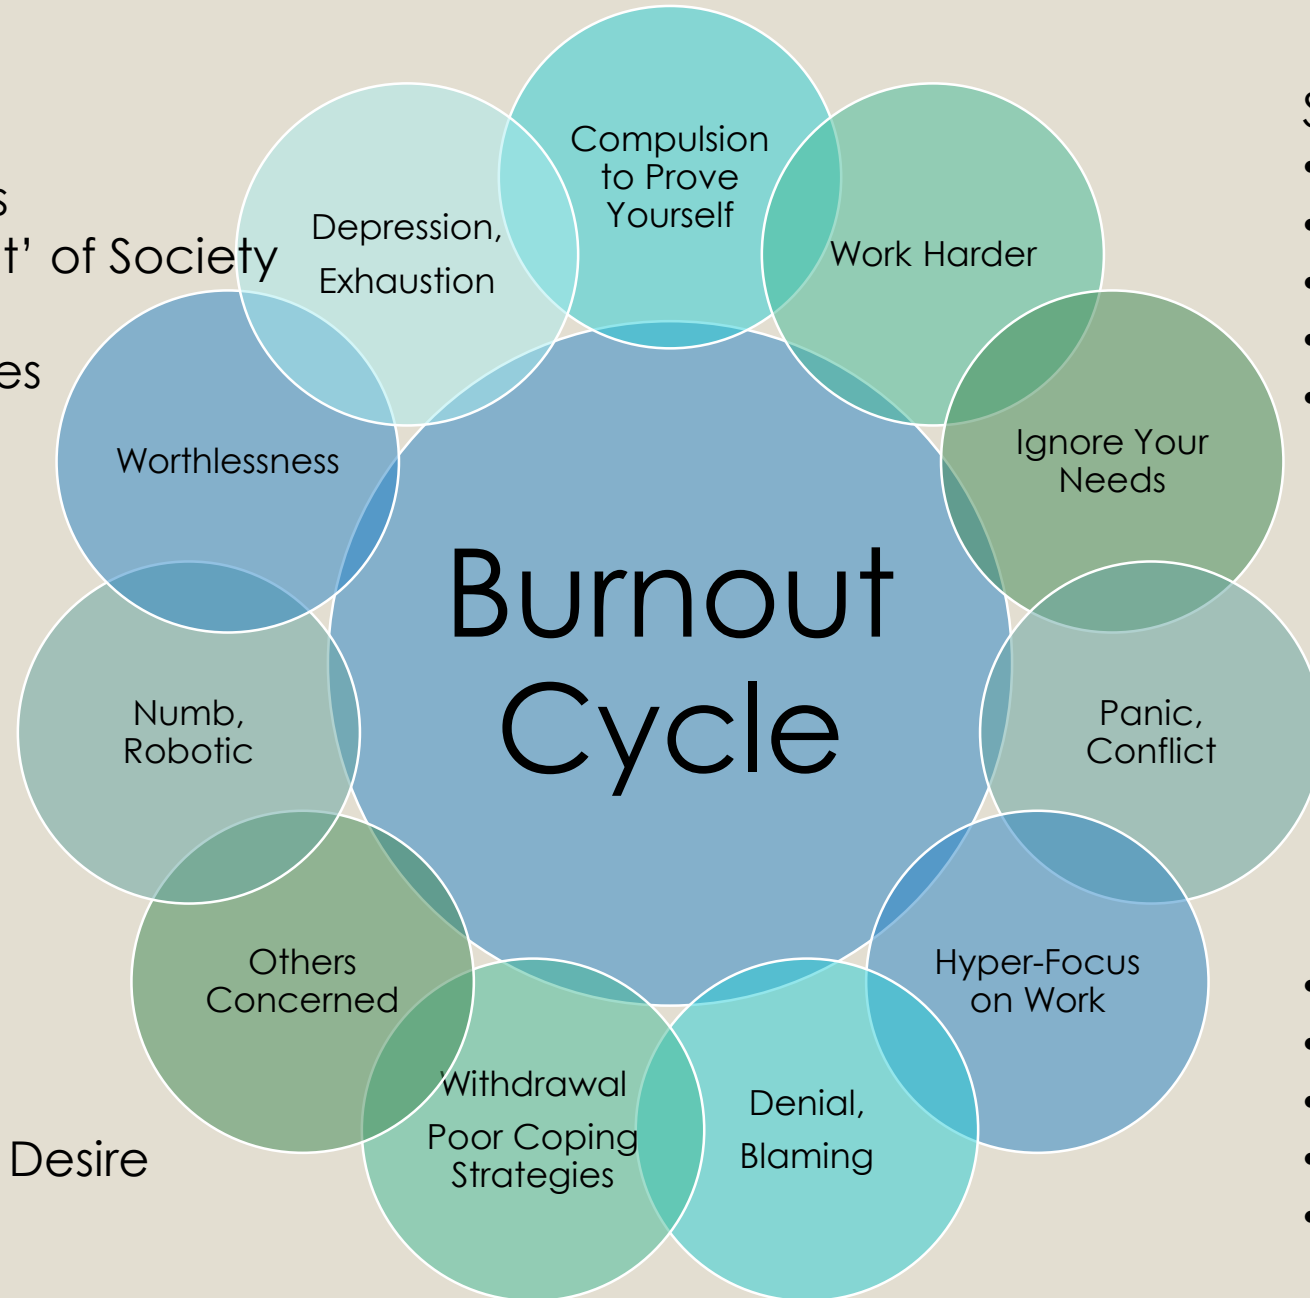 Burnout
Cycle
Compulsion
to Prove
Yourself
Work Harder
Ignore Your
Needs
Panic,
Conflict
Hyper-Focus
on Work
Denial,
Blaming
Withdrawal
Poor Coping
Strategies
Others
Concerned
Numb,
Robotic
Worthlessness
Depression,
Exhaustion
s
t’ of Society
es
Desire
S
•
•
•
•
•
•
•
•
•
•